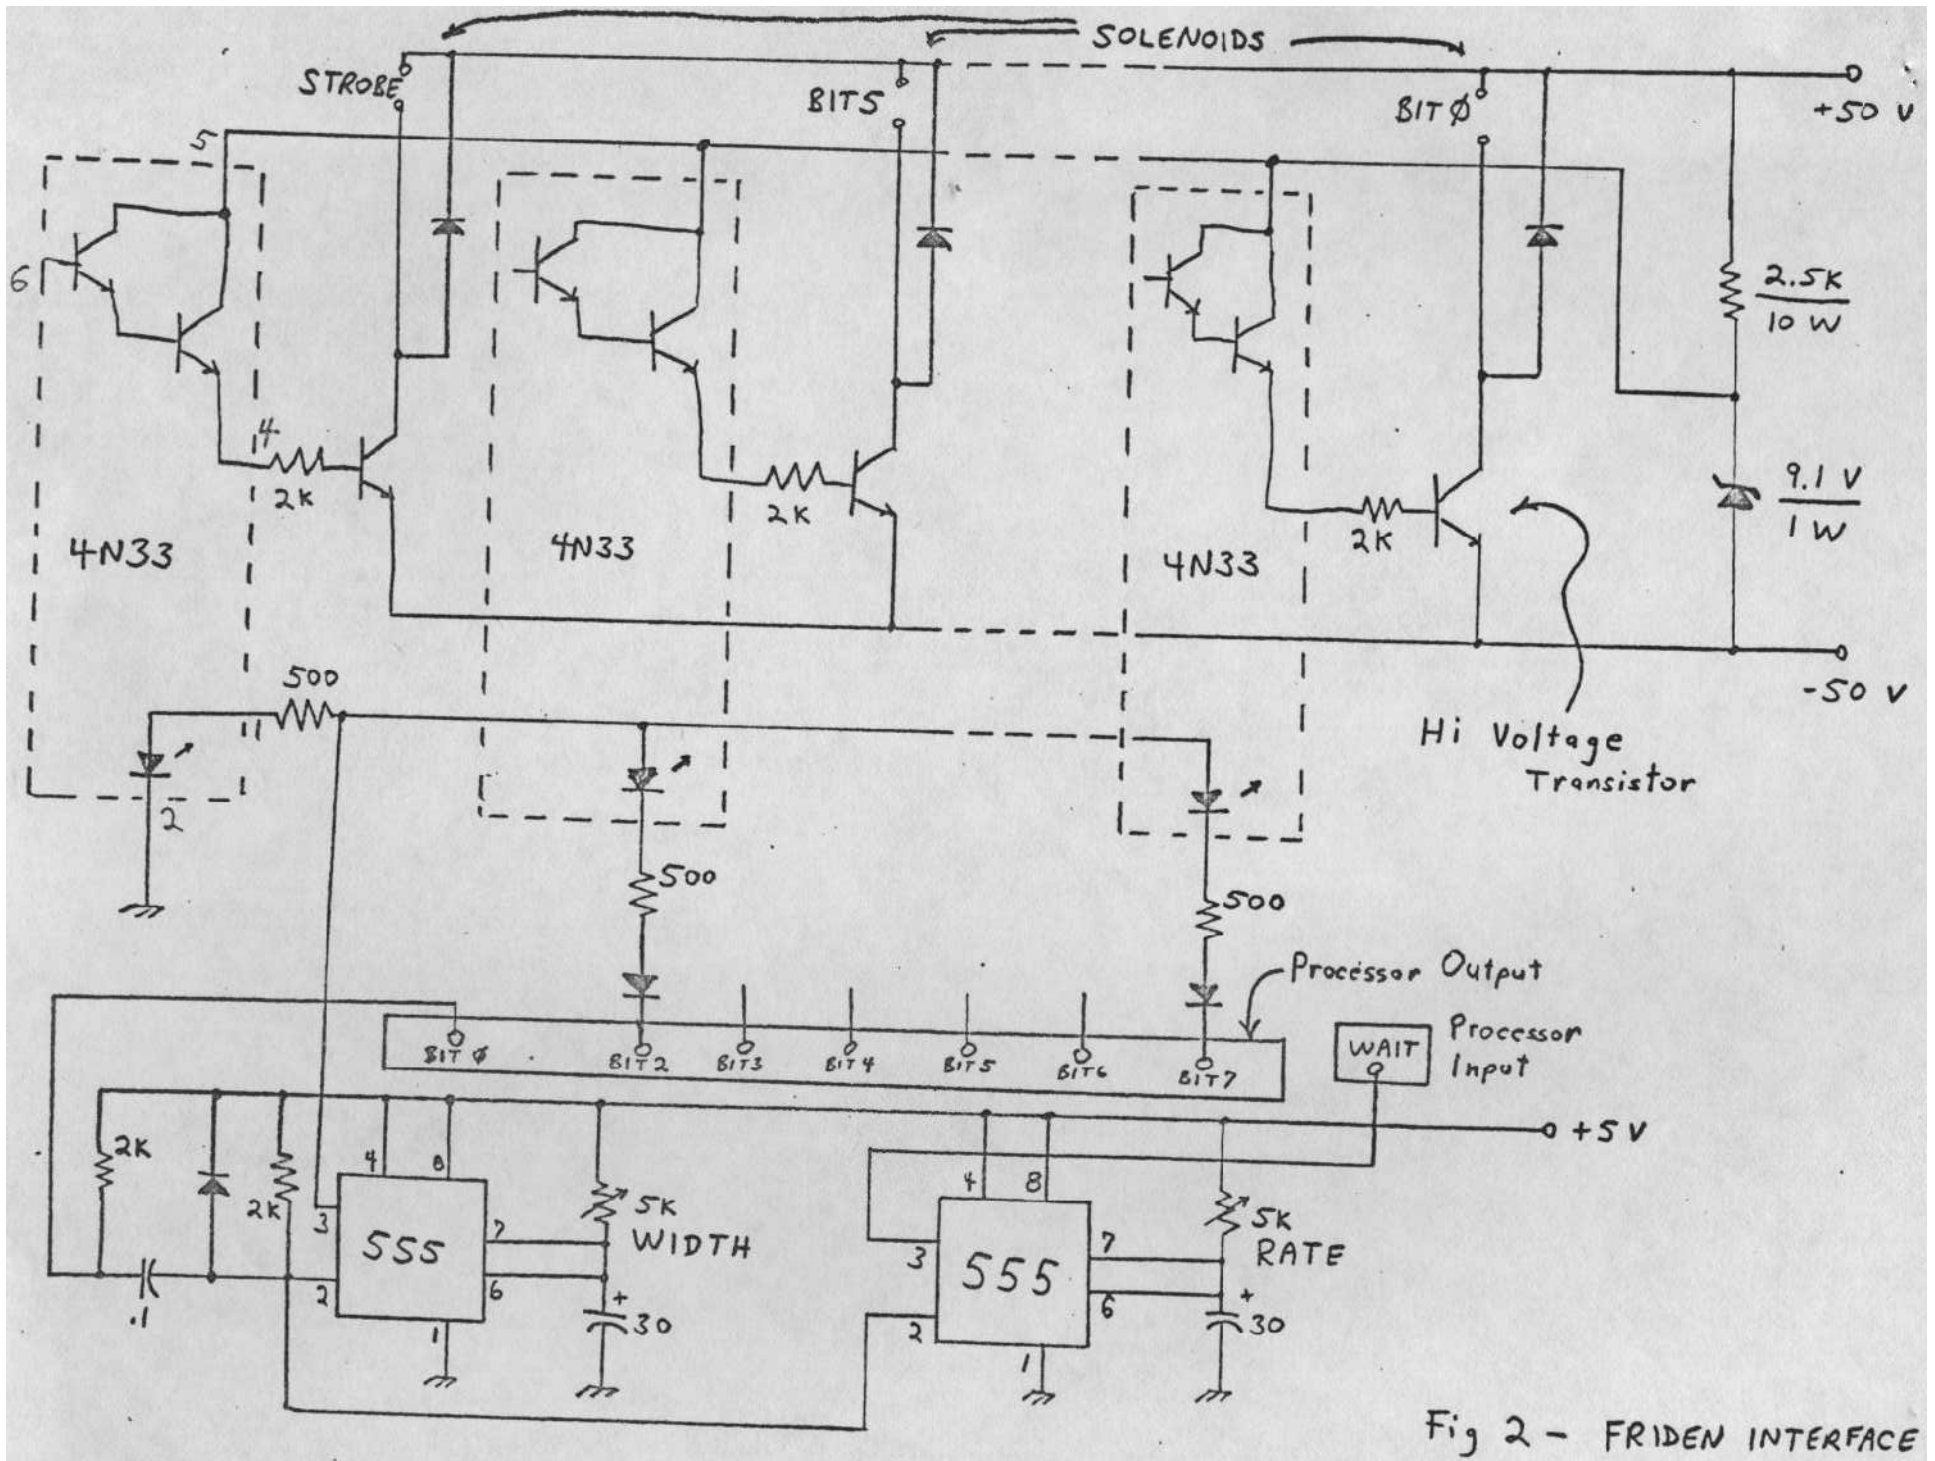 SOLENOIDS
STROBE
BIT5
BITØ
+50 V
5
6
2.5K
10 W
4
2K
2K
2K
9.1 V
1 W
4N33
4N33
4N33
-50 V
500
1
Hi Voltage
Transistor
2
500
500
Processor Output
BIT Ø
BIT2
BIT3
BIT4
BIT5
BIT6
BIT7
WAIT
Processor
Input
+5 V
2K
2K
4
8
3
555
7
6
2
1
5K
WIDTH
+
30
.1
4
8
3
555
7
6
2
1
5K
RATE
+
30
Fig 2 - FRIDEN INTERFACE